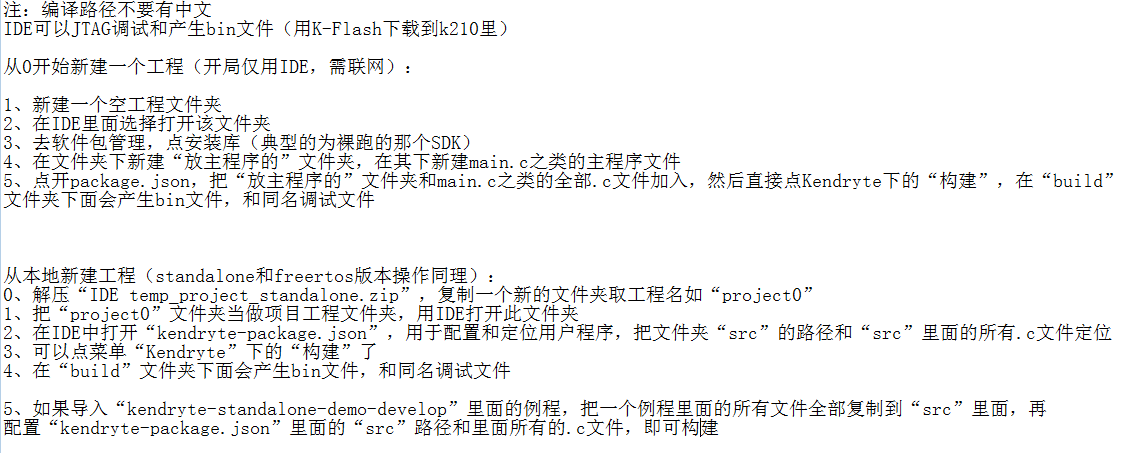 注：编译路径不要有中文
IDE可以JTAG调试和产生bin文件（用K-Flash下载到k210里）
从0开始新建一个工程（开局仅用IDE，需联网）：
1、新建一个空工程文件夹
2、在IDE里面选择打开该文件夹
3、去软件包管理，点安装库（典型的为裸跑的那个SDK）
4、在文件夹下新建“放主程序的”文件夹，在其下新建main.c之类的主程序文件
5、点开package.json，把“放主程序的”文件夹和main.c之类的全部.c文件加入，然后直接点Kendryte下的“构建”，在“build”
文件夹下面会产生bin文件，和同名调试文件
从本地新建工程（standalone和freertos版本操作同理）：
0、解压“IDE temp_project_standalone.zip”，复制一个新的文件夹取工程名如“project0”
1、把“project0”文件夹当做项目工程文件夹，用IDE打开此文件夹
2、在IDE中打开“kendryte-package.json”，用于配置和定位用户程序，把文件夹“src”的路径和“src”里面的所有.c文件定位
3、可以点菜单“Kendryte”下的“构建”了
4、在“build”文件夹下面会产生bin文件，和同名调试文件
5、如果导入“kendryte-standalone-demo-develop”里面的例程，把一个例程里面的所有文件全部复制到“src”里面，再
配置“kendryte-package.json”里面的“src”路径和里面所有的.c文件，即可构建